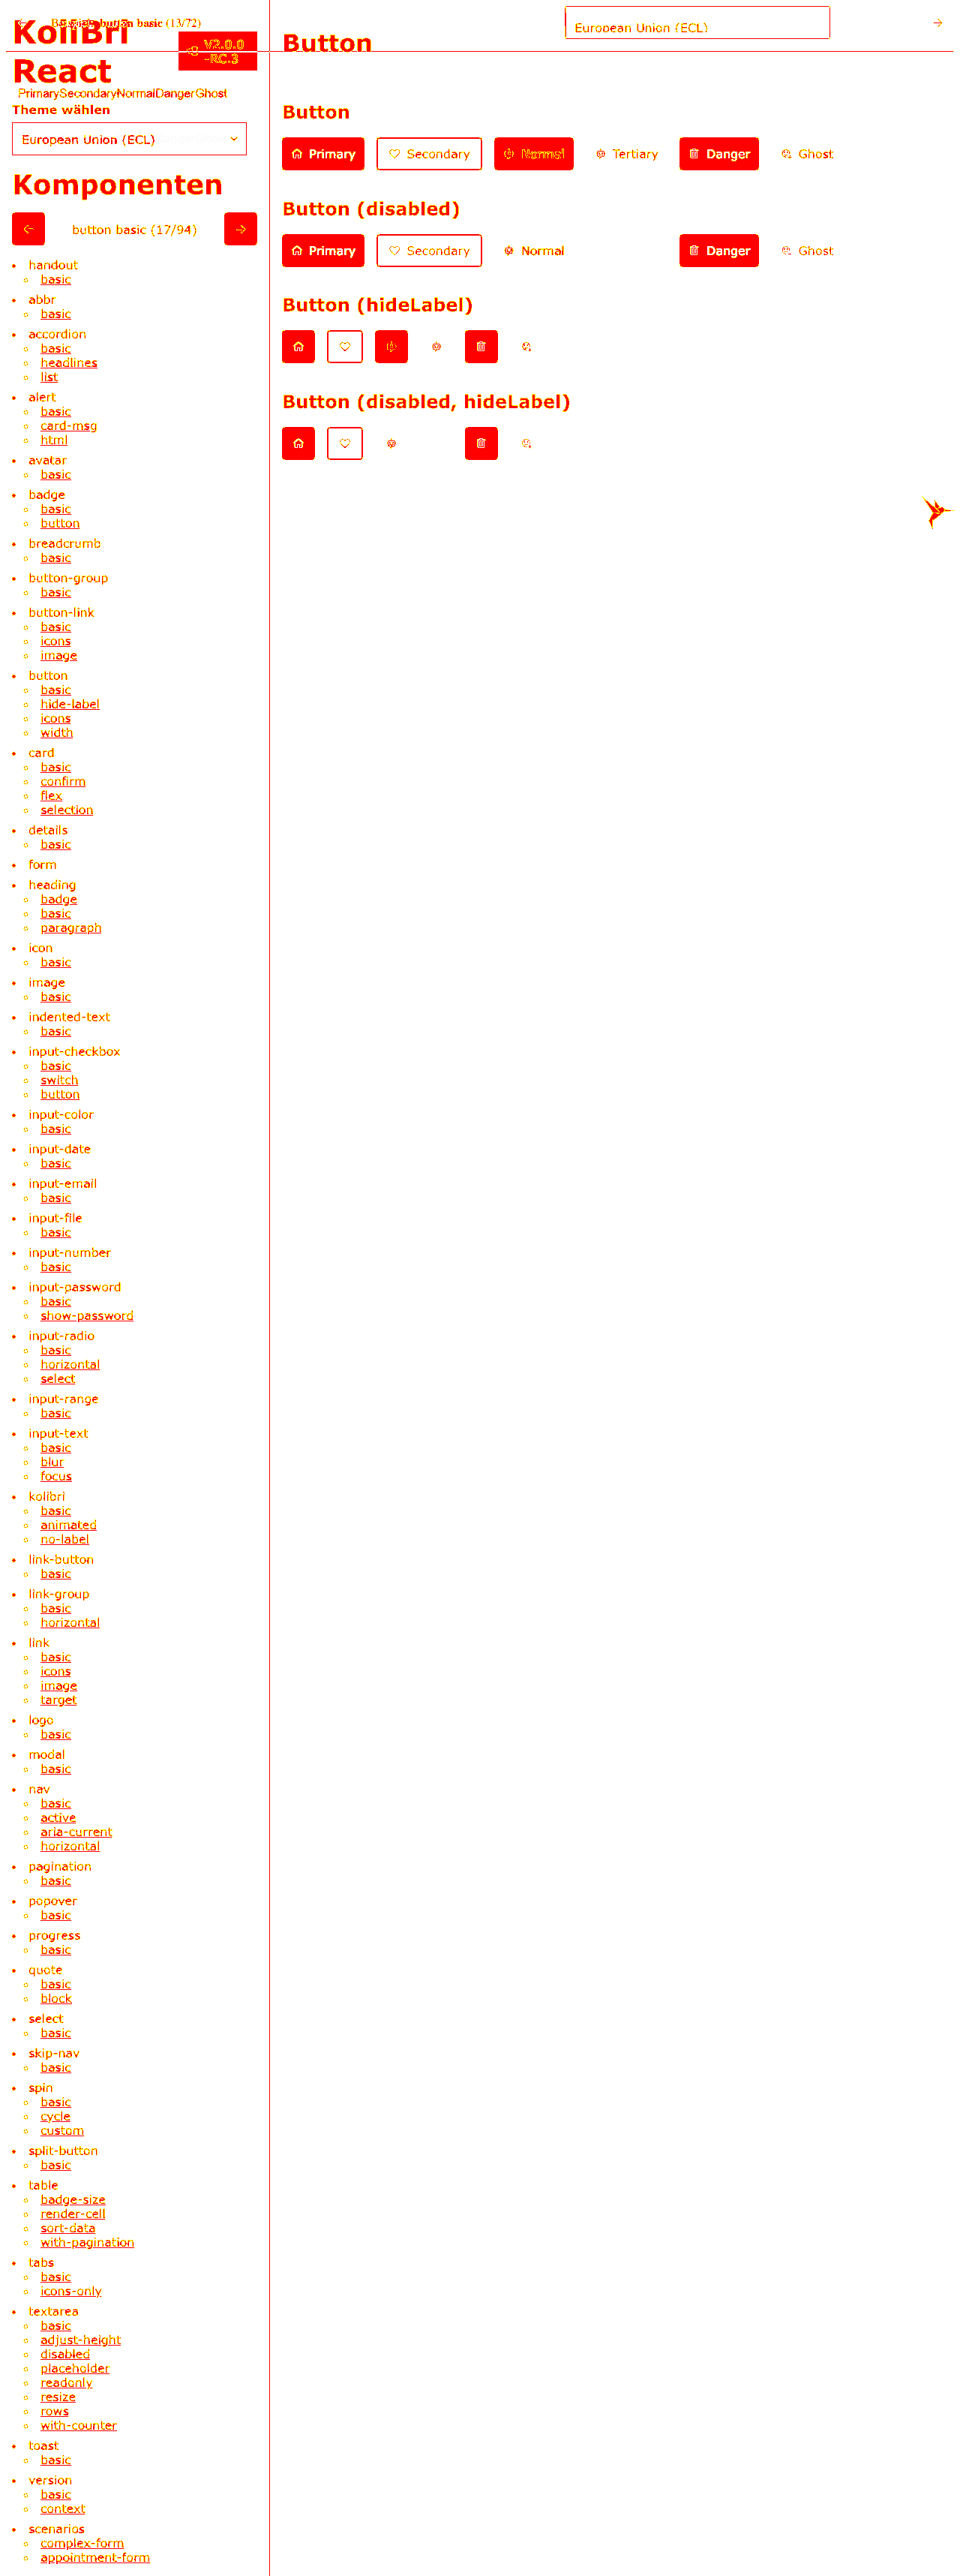 KoliBri
button basic (13/72)
V2.0.0
-RC.3
React
PrimarySecondaryNormalDangerGhost
Theme wählen
European Union (ECL)
Komponenten
button basic (17/94)
handout
basic
abbr
basic
accordion
basic
headlines
list
alert
basic
card-msg
html
avatar
basic
badge
basic
button
breadcrumb
basic
button-group
basic
button-link
basic
icons
image
button
basic
hide-label
icons
width
card
basic
confirm
flex
selection
details
basic
form
heading
badge
basic
paragraph
icon
basic
image
basic
indented-text
basic
input-checkbox
basic
switch
button
input-color
basic
input-date
basic
input-email
basic
input-file
basic
input-number
basic
input-password
basic
show-password
input-radio
basic
horizontal
select
input-range
basic
input-text
basic
blur
focus
kolibri
basic
animated
no-label
link-button
basic
link-group
basic
horizontal
link
basic
icons
image
target
logo
basic
modal
basic
nav
basic
active
aria-current
horizontal
pagination
basic
popover
basic
progress
basic
quote
basic
block
select
basic
skip-nav
basic
spin
basic
cycle
custom
split-button
basic
table
badge-size
render-cell
sort-data
with-pagination
tabs
basic
icons-only
textarea
basic
adjust-height
disabled
placeholder
readonly
resize
rows
with-counter
toast
basic
version
basic
context
scenarios
complex-form
appointment-form
European Union (ECL)
Button
Button
Primary Secondary Normal Tertiary Danger Ghost
Button (disabled)
Primary Secondary Normal Danger Ghost
Button (hideLabel)
Button (disabled, hideLabel)